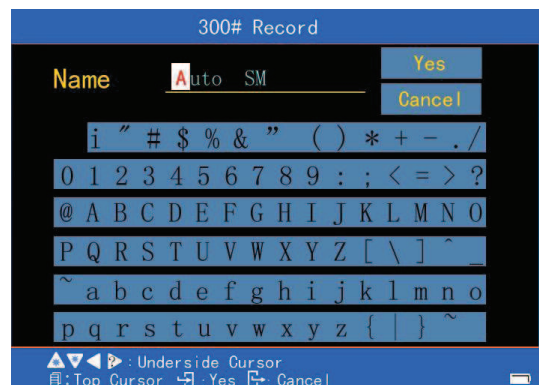 300# Record
Name Auto SM Yes
Cancel
i " # $ % & " ( ) * + - . /
0 1 2 3 4 5 6 7 8 9 : ; < = > ?
@ A B C D E F G H I J K L M N O
P Q R S T U V W X Y Z [ \ ] ^ _
~ a b c d e f g h i j k l m n o
p q r s t u v w x y z { | } ~
: Underside Cursor
: Top Cursor : Yes : Cancel